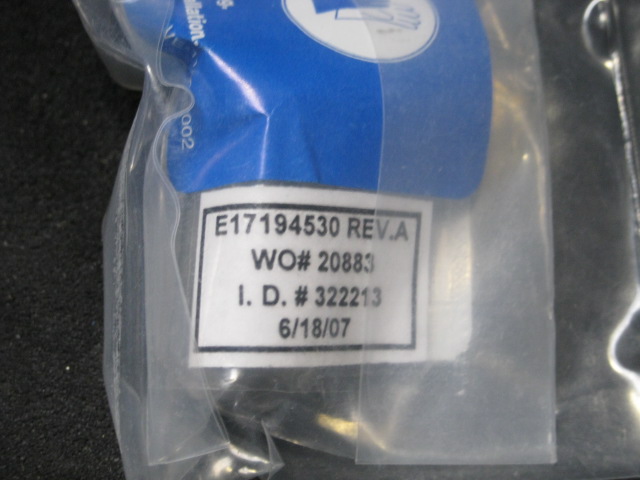 E17194530 REV.A
WO# 20883
I. D. # 322213
6/18/07